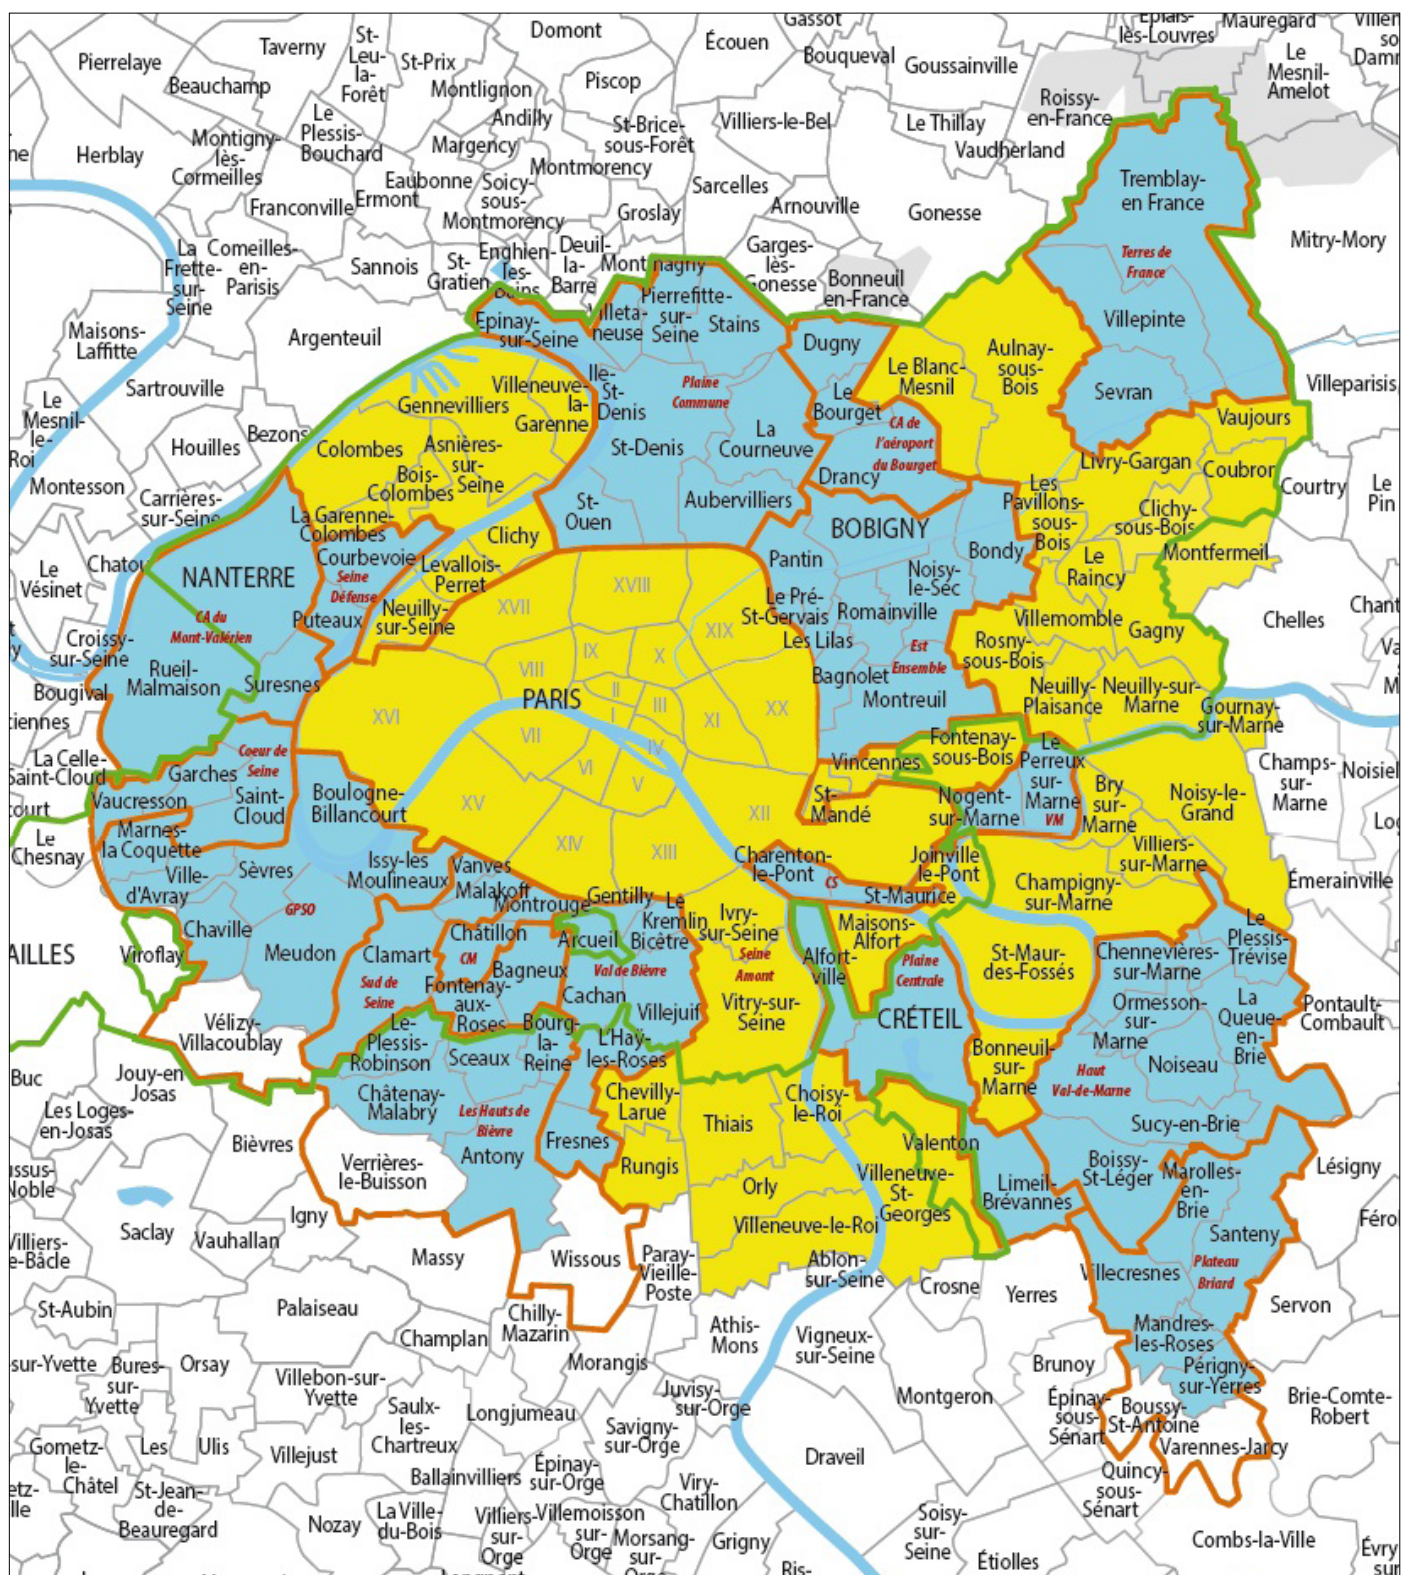 Gassot
Épiais-
lès-Louvres
Mauregard
Domont
Écouen
Bouqueval
Goussainville
Le
Mesnil-
Amelot
Pierrelaye
Taverny
St-
Leu-
la-
Forêt
St-Prix
Beauchamp
Montlignon
Piscop
Andilly
Roissy-
en-France
Le
Plessis-
Bouchard
Montigny-
lès-
Cormeilles
Herblay
Margency
St-Brice-
sous-Forêt
Villiers-le-Bel
Le Thillay
Vaudherland
Montmorency
Eaubonne
Ermont
Soicy-
sous-
Montmorency
Sarcelles
Arnouville
Gonesse
Tremblay-
en France
Franconville
Groslay
Mitry-Mory
La
Frette-
sur-
Seine
Comeilles-
en-
Parisis
Sannois
St-
Gratien
Enghien-
les-
Bains
Deuil-
la-
Barre
Montmagny
Garges-
lès-
Gonesse
Bonneuil
en-France
Terres de
France
Villepinte
Maisons-
Laffitte
Argenteuil
Epinay-
sur-Seine
Villeta-
neuse
Pierrefitte-
sur-
Seine
Stains
Dugny
Le Blanc-
Mesnil
Aulnay-
sous-
Bois
Sevran
Villeparisis
Sartrouville
Le
Mesnil-
le-
Roi
Houilles
Bezons
Colombes
Gennevilliers
Villeneuve-
la-
Garenne
Ile-
St-
Denis
Plaine
Commune
Le
Bourget
CA de
l'aéroport
du Bourget
Vaujours
Asnières-
sur-
Seine
St-Denis
La
Courneuve
Drancy
Livry-Gargan
Coubron
Montesson
Carrières-
sur-Seine
Bois-
Colombes
La Garenne-
Colombes
St-
Ouen
Aubervilliers
Les
Pavillons-
sous-
Bois
Clichy-
sous-Bois
Courtry
Le
Pin
Clichy
BOBIGNY
Bondy
Montfermeil
Le
Vésinet
Chatou
NANTERRE
Courbevoie
Seine
Défense
Levallois-
Perret
Pantin
Noisy-
le-Sec
Le
Raincy
XVIII
XVII
Neuilly-
sur-Seine
Puteaux
Le Pré-
St-Gervais
Romainville
Villemomble
Gagny
Chelles
CA du
Mont-Valérien
XIX
Les Lilas
Est
Ensemble
Rosny-
sous-Bois
Croissy-
sur-Seine
Rueil-
Malmaison
Suresnes
VIII
IX
X
Bagnolet
Montreuil
Neuilly-
Plaisance
Neuilly-sur-
Marne
Gournay-
sur-Marne
Bougival
PARIS
II
III
I
XX
XI
XVI
VII
IV
La Celle-
Saint-Cloud
Coeur de
Seine
Garches
Vaucresson
Saint-
Cloud
Boulogne-
Billancourt
VI
V
XV
XII
Vincennes
Fontenay-
sous-Bois
Le
Perreux
sur-
Marne
VM
Bry
sur-
Marne
Noisy-le-
Grand
Champs-
sur-
Marne
Noisiel
St-
Mandé
Nogent-
sur-Marne
Le
Chesnay
Marnes-
la Coquette
Ville-
d'Avray
Sèvres
Issy-les
Moulineaux
Vanves
Malakoff
XIV
XIII
Charenton-
le-Pont
CS
St-Maurice
Joinville
le-Pont
Villiers-
sur-Marne
Champigny-
sur-Marne
Émerainville
GPSO
Chaville
Meudon
Montrouge
Gentilly
Le
Kremlin
Bicêtre
Ivry-
sur-Seine
Seine
Amont
Maisons-
Alfort
Alfort-
ville
Plaine
Centrale
St-Maur-
des-Fossés
Chennevières-
sur-Marne
Le
Plessis-
Trévise
Viroflay
AILLES
Clamart
Châtillon
CM
Bagneux
Arcueil
Val de Bièvre
Cachan
Villejuif
Vitry-sur-
Seine
Sud de
Seine
Fontenay-
aux-
Roses
CRÉTEIL
Ormesson-
sur-
Marne
La
Queue-
en-
Brie
Pontault-
Combault
Vélizy-
Villacoublay
Le-
Plessis-
Robinson
Sceaux
Bourg-
la-
Reine
L'Haÿ-
les-Roses
Bonneuil-
sur-
Marne
Noiseau
Haut
Val-de-Marne
Buc
Jouy-en
Josas
Châtenay-
Malabry
Les Hauts de
Bièvre
Chevilly-
Larue
Thiais
Choisy-
le-Roi
Sucy-en-Brie
Les Loges-
en-Josas
Bièvres
Verrières-
le-Buisson
Antony
Fresnes
Rungis
Valenton
Boissy-
St-Léger
Marolles-
en-
Brie
Lésigny
Orly
Villeneuve-
St-
Georges
Limeil-
Brévannes
Saclay
Igny
Vauhallan
Villeneuve-le-Roi
Santeny
Massy
Wissous
Paray-
Vieille-
Poste
Ablon-
sur-Seine
Crosne
Yerres
Villecresnes
Plateau
Briard
Servon
Villiers-
le-Bâcle
St-Aubin
Palaiseau
Champlan
Chilly-
Mazarin
Athis-
Mons
Vigneux-
sur-Seine
Mandres-
les-Roses
sur-Yvette
Bures-
sur-
Yvette
Orsay
Morangis
Brunoy
Périgny-
sur-Yerres
Villebon-sur-
Yvette
Saulx-
les-
Chartreux
Longjumeau
Juvisy-
sur-Orge
Montgeron
Épinay-
sous-
Sénart
Boussy-
St-Antoine
Brie-Comte-
Robert
Gometz-
le-
Châtel
Les
Ulis
Villejust
Savigny-
sur-Orge
Draveil
Varennes-Jarcy
Ballainvilliers
Épinay-
sur-Orge
Viry-
Chatillon
Quincy-
sous-
Sénart
St-Jean-
de-
Beauregard
Nozay
La Ville-
du-Bois
Villiers-
sur-
Orge
Villemoisson
sur-
Orge
Morsang-
sur-
Orge
Grigny
Ris-
Soisy-
sur-
Seine
Étiolles
Combs-la-Ville
Évry
sur